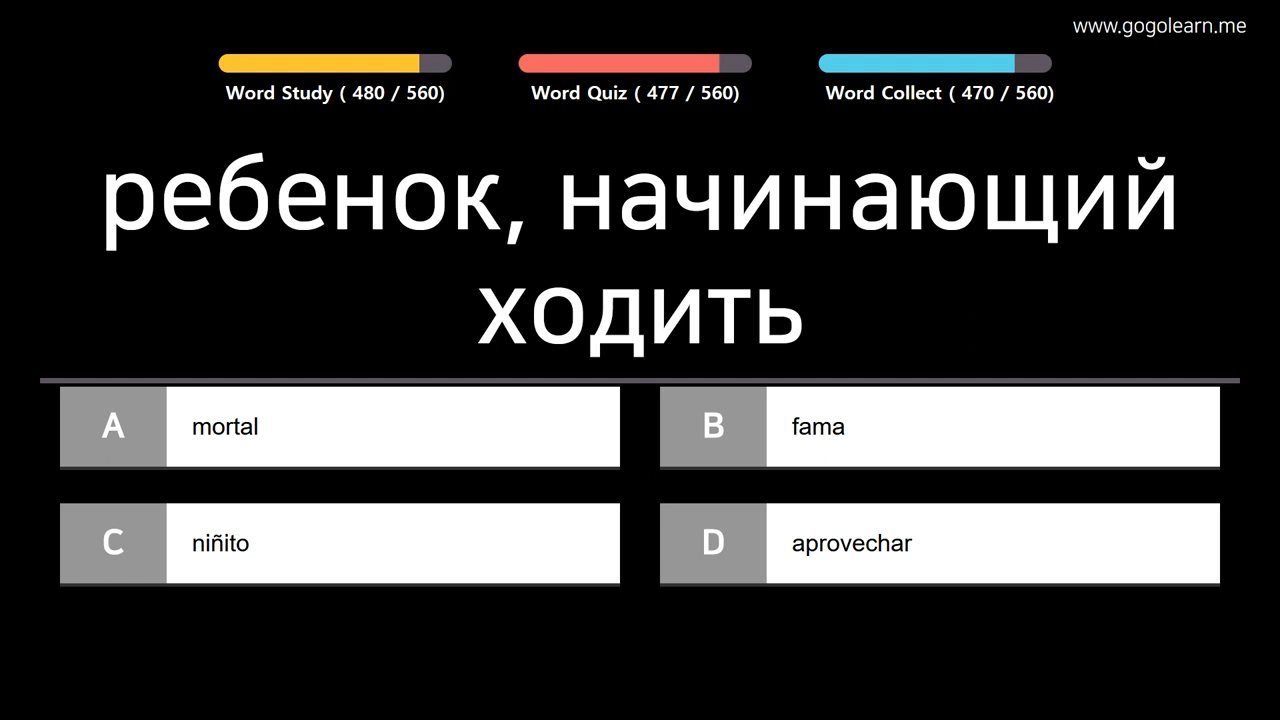 www.gogolearn.me
Word Study ( 480 / 560)
Word Quiz ( 477 / 560)
Word Collect ( 470 / 560)
ребенок, начинающий
ходить
A mortal
B fama
C niñito
D aprovechar